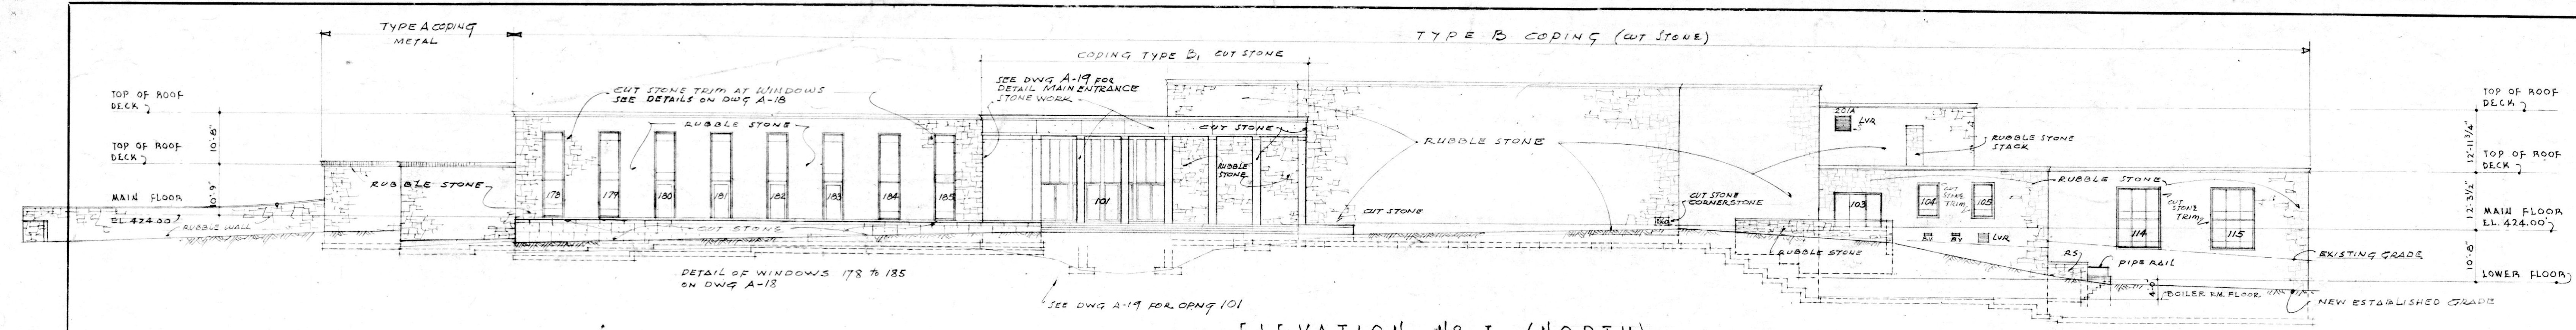 TYPE A COPING
METAL
TYPE B COPING (CUT STONE)
COPING TYPE B, CUT STONE
SEE DWG A-19 FOR
DETAIL MAIN ENTRANCE
STONE WORK
TOP OF ROOF
DECK
CUT STONE TRIM AT WINDOWS
SEE DETAILS ON DWG A-18
RUBBLE STONE
CUT STONE
10'-8"
TOP OF ROOF
DECK
RUBBLE STONE
10'-9"
MAIN FLOOR
EL. 424.00'
RUBBLE WALL
178
179
180
181
182
183
184
185
CUT STONE
101
RUBBLE
STONE
RUBBLE STONE
CUT STONE
CUT STONE
CORNERSTONE
201A
LVR
RUBBLE STONE
STACK
103
104
CUT
STONE
TRIM
105
RUBBLE STONE
114
CUT
STONE
TRIM
115
BV
BV
LVR
RUBBLE STONE
RS
PIPE RAIL
EXISTING GRADE
BOILER RM. FLOOR
NEW ESTABLISHED GRADE
TOP OF ROOF
DECK
12'-11 3/4"
TOP OF ROOF
DECK
12'-3 1/2"
MAIN FLOOR
EL. 424.00'
10'-8"
LOWER FLOOR
DETAIL OF WINDOWS 178 to 185
ON DWG A-18
SEE DWG A-19 FOR OPNG 101
ELEVATION Nº I (NORTH)